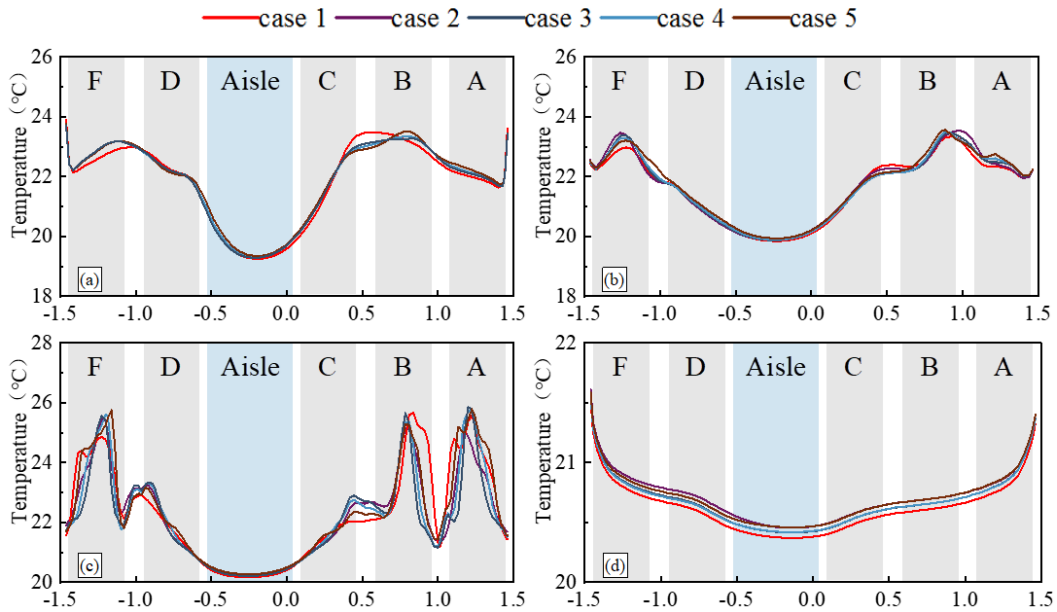 case 1 case 2 case 3 case 4 case 5
Temperature（°C）
26
24
22
20
18
F D Aisle C B A
(a)
-1.5 -1.0 -0.5 0.0 0.5 1.0 1.5
Temperature（°C）
26
24
22
20
18
F D Aisle C B A
(b)
-1.5 -1.0 -0.5 0.0 0.5 1.0 1.5
Temperature（°C）
28
26
24
22
20
F D Aisle C B A
(c)
-1.5 -1.0 -0.5 0.0 0.5 1.0 1.5
Temperature（°C）
22
21
20
F D Aisle C B A
(d)
-1.5 -1.0 -0.5 0.0 0.5 1.0 1.5